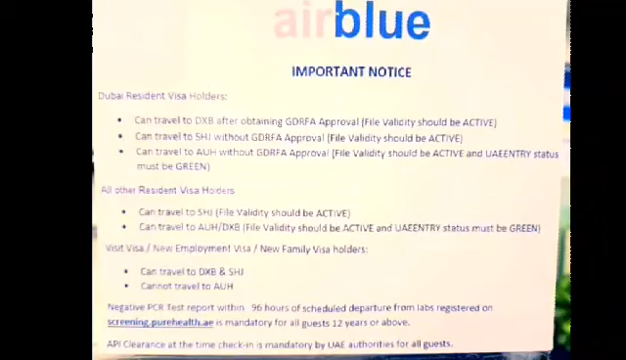 airblue
IMPORTANT NOTICE
Dubai Resident Visa Holders:
• Can travel to DXB after obtaining GDRFA Approval (File Validity should be ACTIVE)
• Can travel to SHJ without GDRFA Approval (File Validity should be ACTIVE)
• Can travel to AUH without GDRFA Approval (File Validity should be ACTIVE and UAEENTRY status
must be GREEN)
All other Resident Visa Holders
• Can travel to SHJ (File Validity should be ACTIVE)
• Can travel to AUH/DXB (File Validity should be ACTIVE and UAEENTRY status must be GREEN)
Visit Visa / New Employment Visa / New Family Visa holders:
• Can travel to DXB & SHJ
• Cannot travel to AUH
Negative PCR Test report within 96 hours of scheduled departure from labs registered on
screening.purehealth.ae is mandatory for all guests 12 years or above.
API Clearance at the time check-in is mandatory by UAE authorities for all guests.